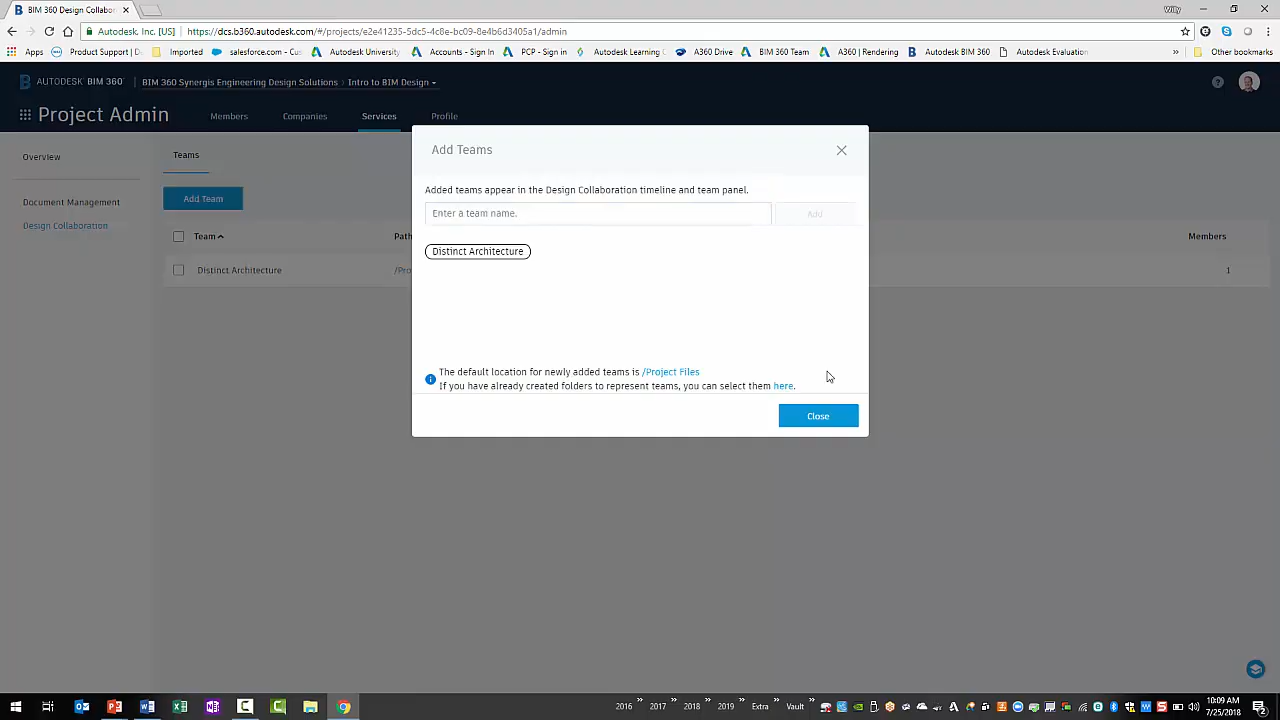 BIM 360 Design Collabor
Willy
Autodesk, Inc. [US]
https://dcs.b360.autodesk.com/#/projects/e2e41235-5dc5-4c8e-bc09-8e4b6d3405a1/admin
Apps
Product Support | D
Imported
salesforce.com - Cus
Autodesk University
Accounts - Sign In
PCP - Sign in
Autodesk Learning
A360 Drive
BIM 360 Team
A360 | Rendering
Autodesk BIM 360
Autodesk Evaluation
Other bookmarks
AUTODESK® BIM 360°
BIM 360 Synergis Engineering Design Solutions › Intro to BIM Design
Project Admin
Members
Companies
Services
Profile
Add Teams
Overview
Teams
Added teams appear in the Design Collaboration timeline and team panel.
Document Management
Add Team
Enter a team name.
Add
Design Collaboration
Team
Path
Members
Distinct Architecture
Distinct Architecture
/Pro
1
The default location for newly added teams is /Project Files
If you have already created folders to represent teams, you can select them here.
Close
2016
2017
2018
2019
Extra
Vault
10:09 AM
7/25/2018